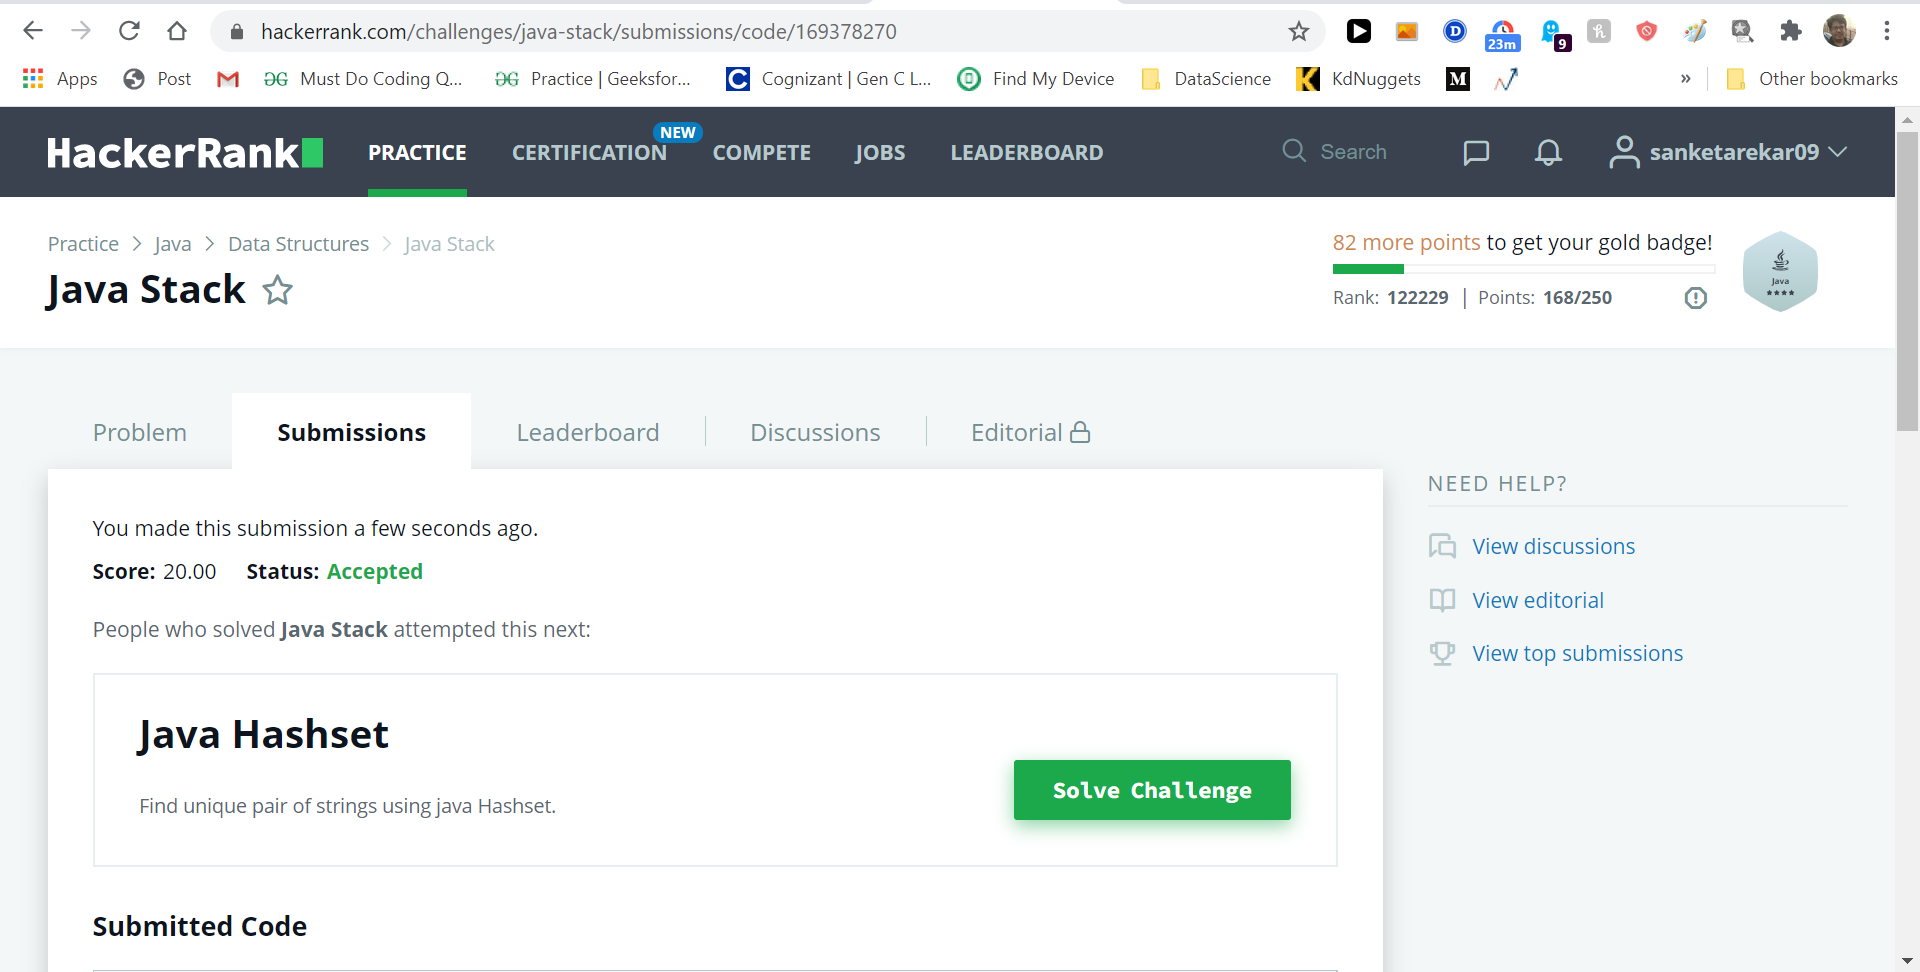 hackerrank.com/challenges/java-stack/submissions/code/169378270
D
23m
9
h
Apps
Post
Must Do Coding Q...
Practice | Geeksfor...
C
Cognizant | Gen C L...
Find My Device
DataScience
KdNuggets
M
»
Other bookmarks
HackerRank
PRACTICE
CERTIFICATION
NEW
COMPETE
JOBS
LEADERBOARD
Search
sanketarekar09
Practice > Java > Data Structures > Java Stack
Java Stack
82 more points to get your gold badge!
Rank: 122229 | Points: 168/250
Java
Problem
Submissions
Leaderboard
Discussions
Editorial
You made this submission a few seconds ago.
Score: 20.00 Status: Accepted
People who solved Java Stack attempted this next:
Java Hashset
Find unique pair of strings using java Hashset.
Solve Challenge
Submitted Code
NEED HELP?
View discussions
View editorial
View top submissions